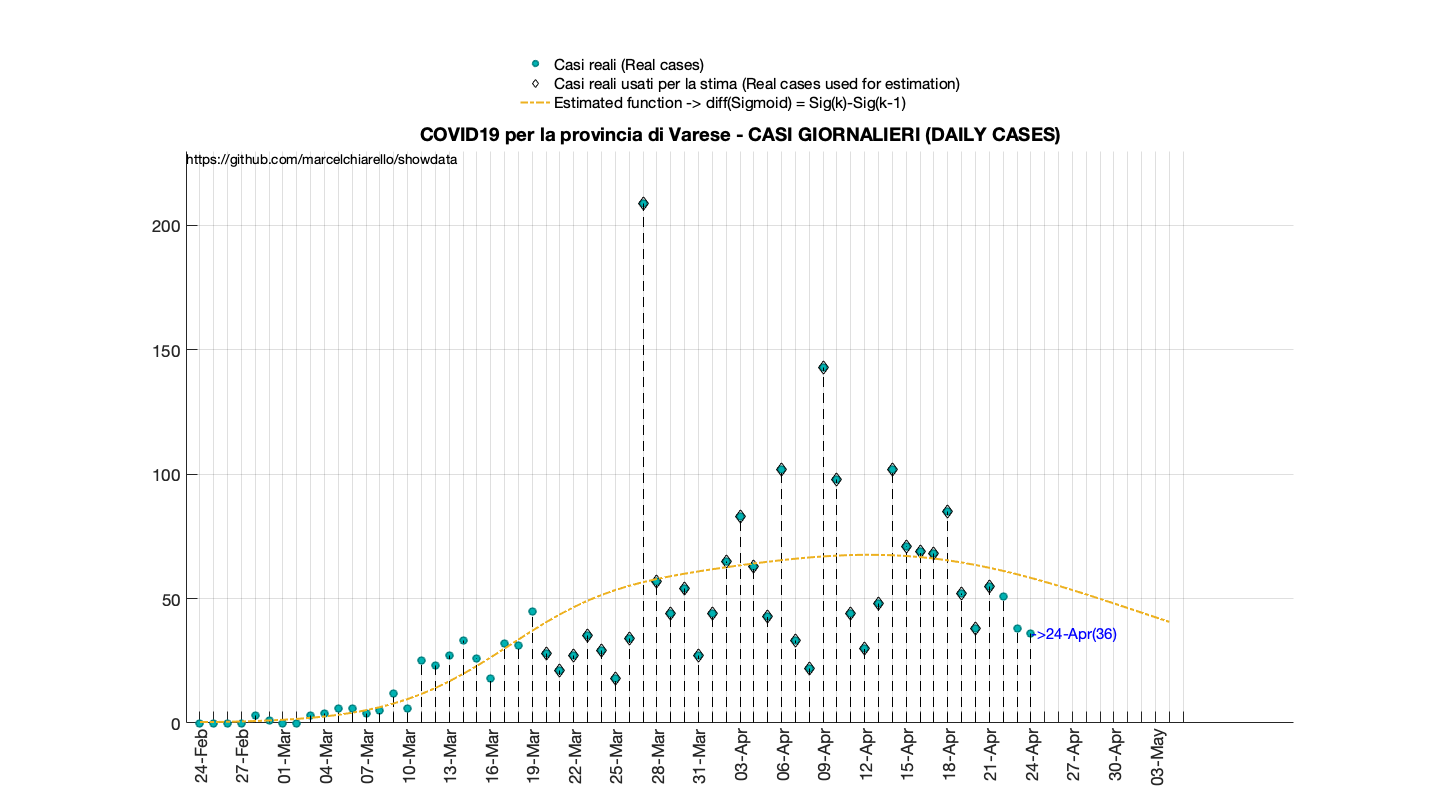 Casi reali (Real cases)
Casi reali usati per la stima (Real cases used for estimation)
Estimated function -> diff(Sigmoid) = Sig(k)-Sig(k-1)
COVID19 per la provincia di Varese - CASI GIORNALIERI (DAILY CASES)
https://github.com/marcelchiarello/showdata
200
150
100
50
0
->24-Apr(36)
24-Feb
27-Feb
01-Mar
04-Mar
07-Mar
10-Mar
13-Mar
16-Mar
19-Mar
22-Mar
25-Mar
28-Mar
31-Mar
03-Apr
06-Apr
09-Apr
12-Apr
15-Apr
18-Apr
21-Apr
24-Apr
27-Apr
30-Apr
03-May